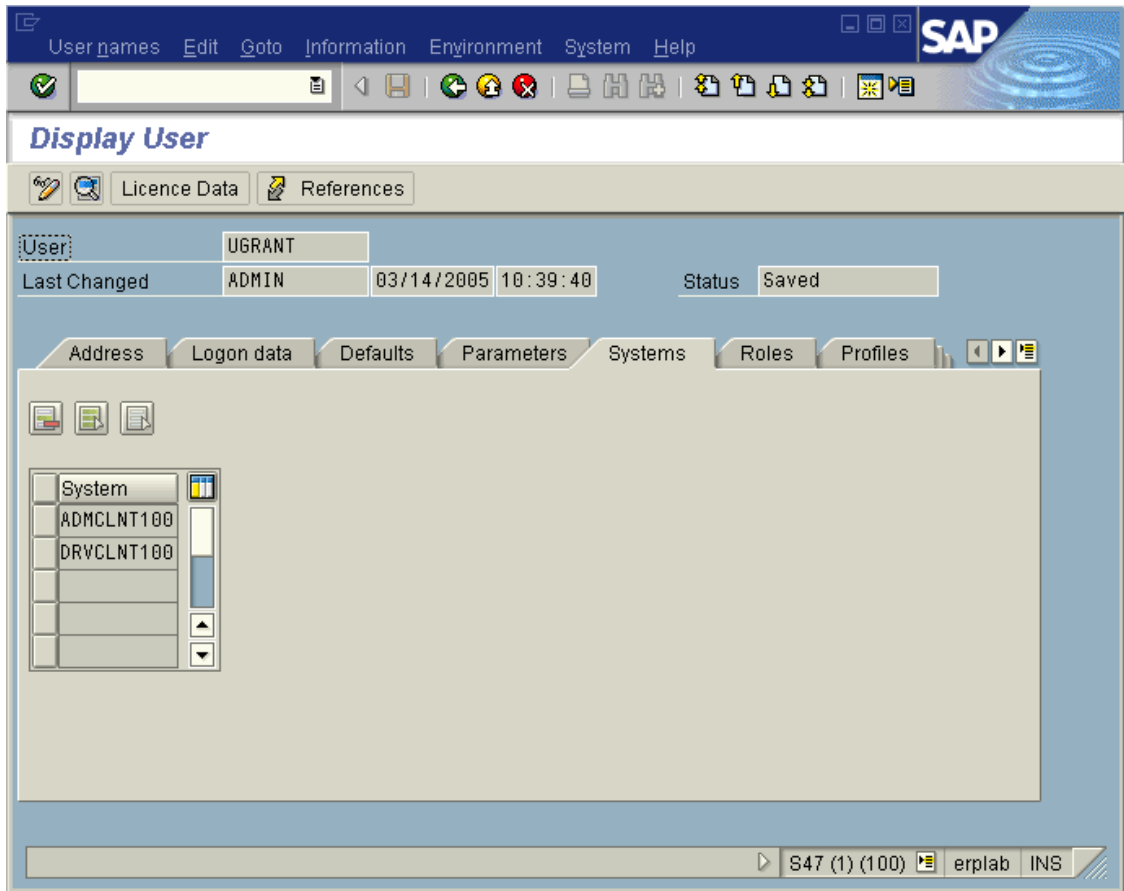 User names Edit Goto Information Environment System Help
SAP
Display User
Licence Data References
User UGRANT
Last Changed ADMIN 03/14/2005 10:39:40 Status Saved
Address Logon data Defaults Parameters Systems Roles Profiles
System
ADMCLNT100
DRVCLNT100
S47 (1) (100) erplab INS